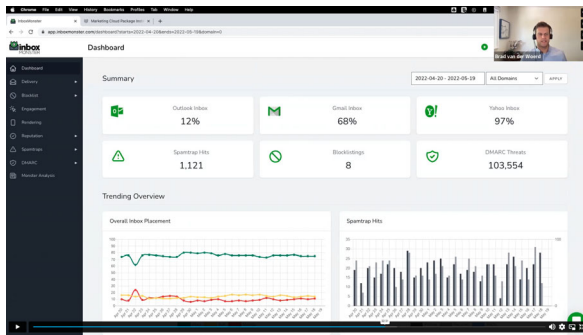 Chrome File Edit View History Bookmarks Profiles Tab Window Help
InboxMonster
Marketing Cloud Package Inst
app.inboxmonster.com/dashboard?starts=2022-04-20&ends=2022-05-19&domain=0
inbox
MONSTER
Dashboard
Brad van der Woerd
Dashboard
Delivery
Blocklist
Engagement
Rendering
Reputation
Spamtraps
DMARC
Monster Analysis
Summary
2022-04-20 - 2022-05-19
All Domains
APPLY
Outlook Inbox
12%
Gmail Inbox
68%
Yahoo Inbox
97%
Spamtrap Hits
1,121
Blocklistings
8
DMARC Threats
103,554
Trending Overview
Overall Inbox Placement
Spamtrap Hits